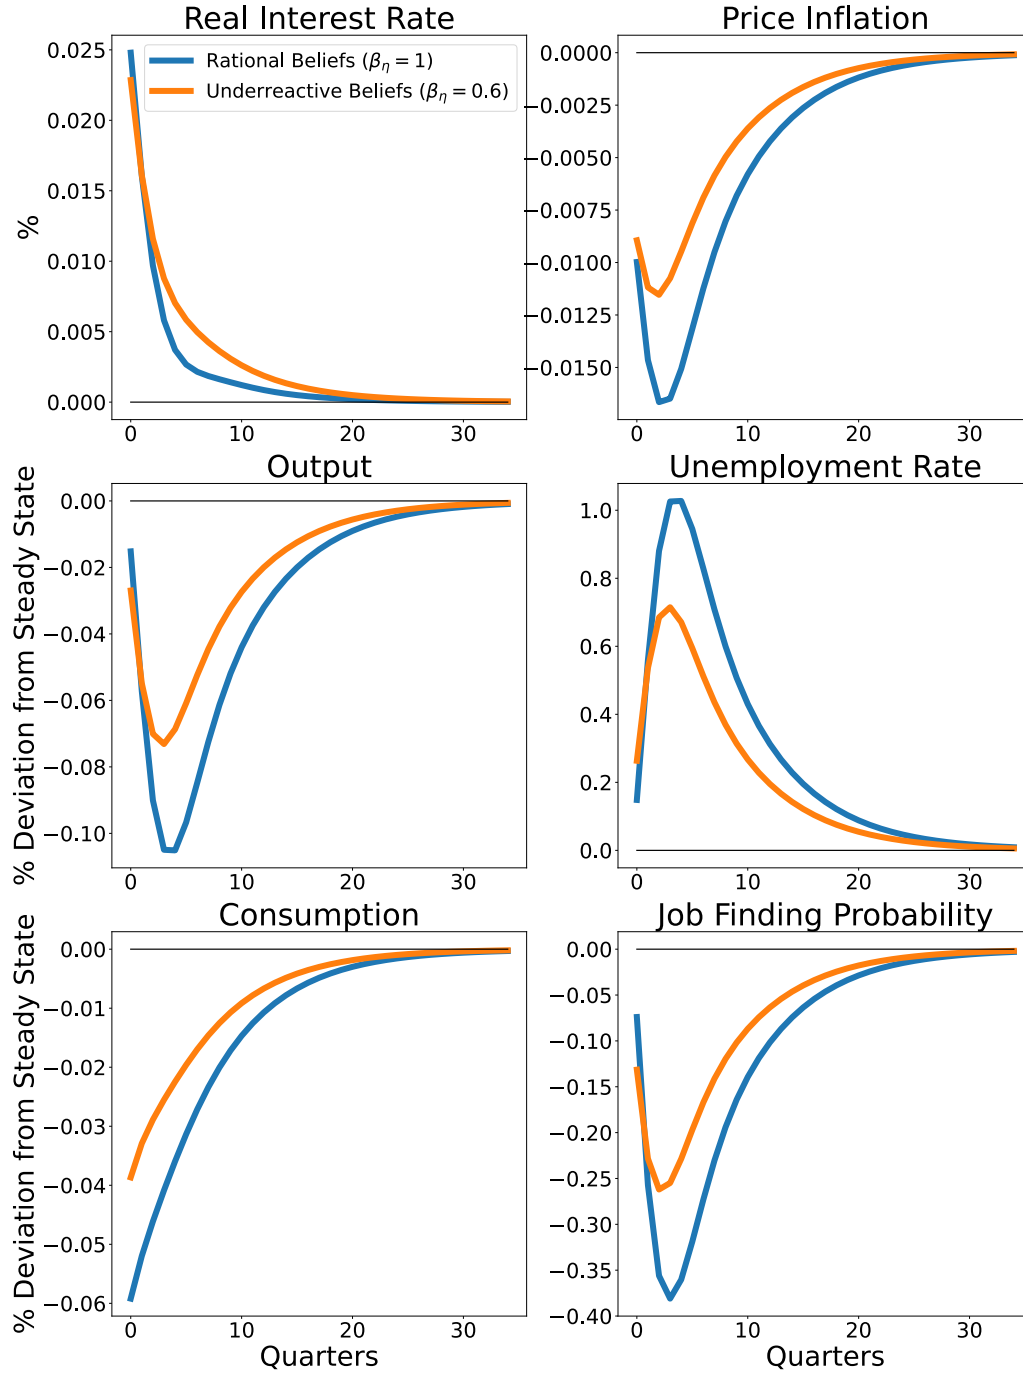 Real Interest Rate
Price Inflation
%
0.025
0.020
0.015
0.010
0.005
0.000
Rational Beliefs (βη = 1)
Underreactive Beliefs (βη = 0.6)
0 10 20 30
0.0000
−0.0025
−0.0050
−0.0075
−0.0100
−0.0125
−0.0150
0 10 20 30
Output
Unemployment Rate
% Deviation from Steady State
0.00
−0.02
−0.04
−0.06
−0.08
−0.10
0 10 20 30
1.0
0.8
0.6
0.4
0.2
0.0
0 10 20 30
Consumption
Job Finding Probability
% Deviation from Steady State
0.00
−0.01
−0.02
−0.03
−0.04
−0.05
−0.06
0 10 20 30
Quarters
0.00
−0.05
−0.10
−0.15
−0.20
−0.25
−0.30
−0.35
−0.40
0 10 20 30
Quarters